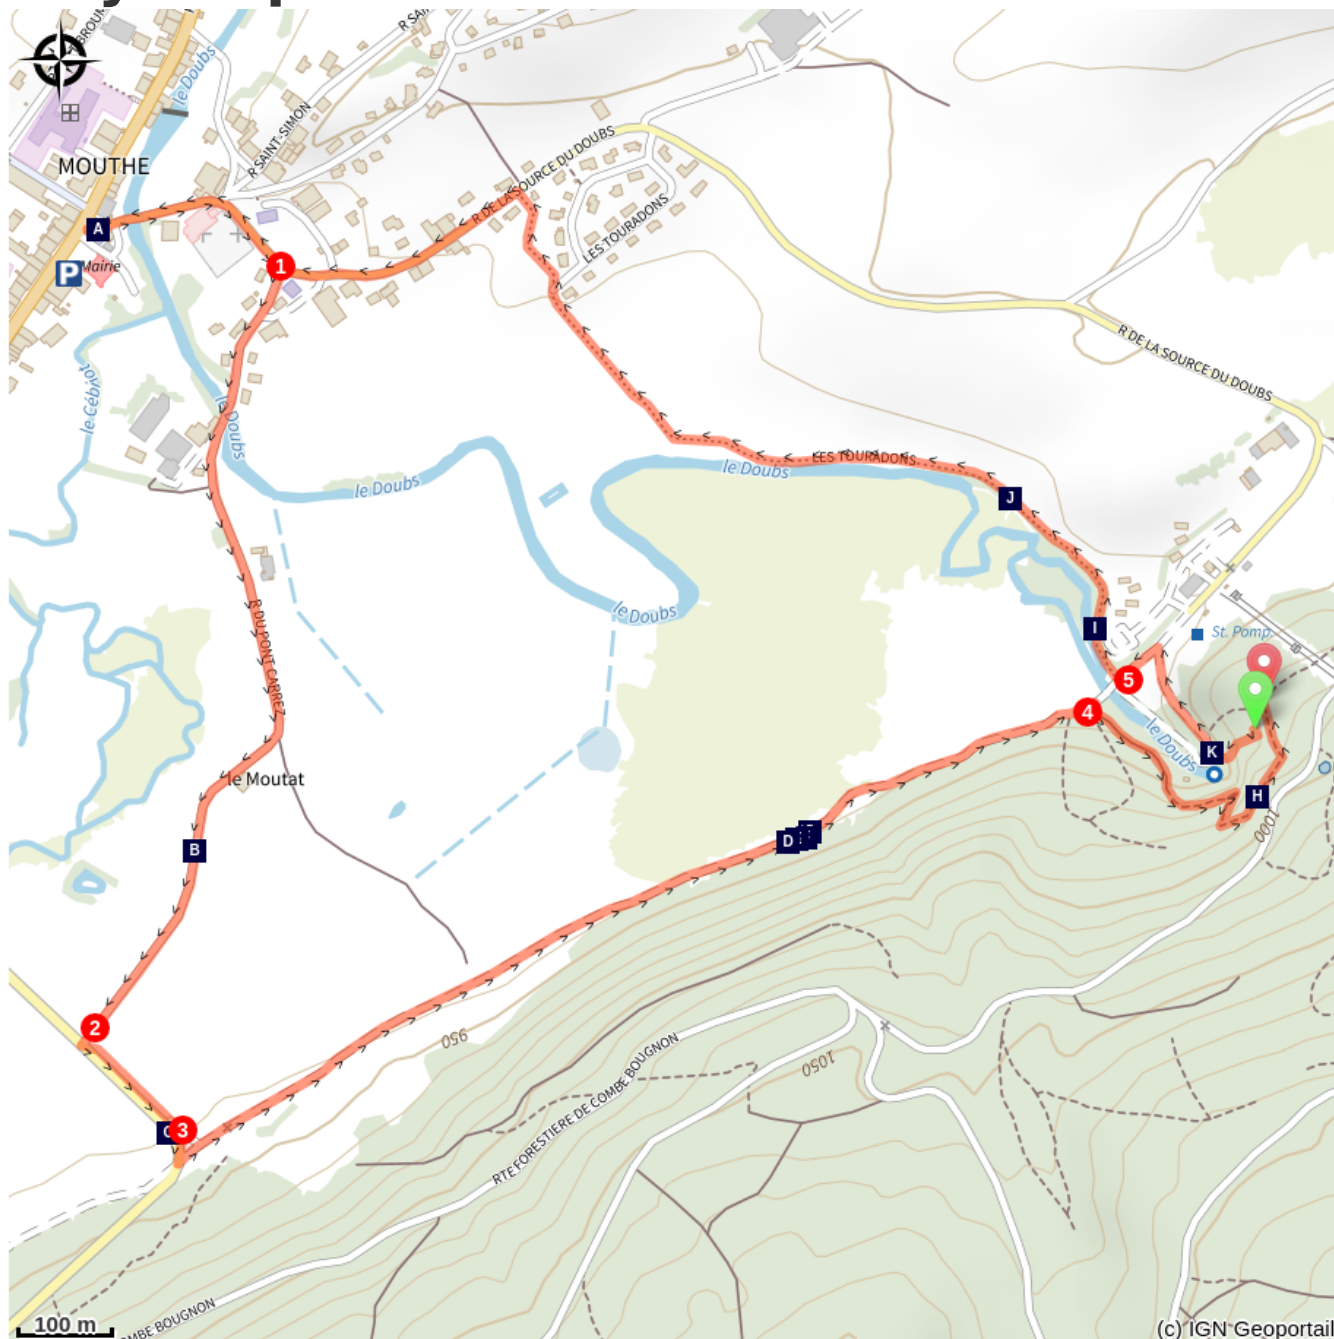 le Doubs
R SAINT-SIMON
MOUTHE
A
P
Mairie
1
R DE LA SOURCE DU DOUBS
LES TOURADONS
R DE LA SOURCE DU DOUBS
le Cébriot
le Doubs
le Doubs
le Doubs
LES TOURADONS
J
le Doubs
I
St. Pomp.
R DU PONT CARREZ
5
4
le Doubs
K
le Moutat
H
D
1000
B
2
950
1050
C
3
RTE FORESTIERE DE COMBE BOUGNON
OMBE BOUGNON
100 m
(c) IGN Geoportail